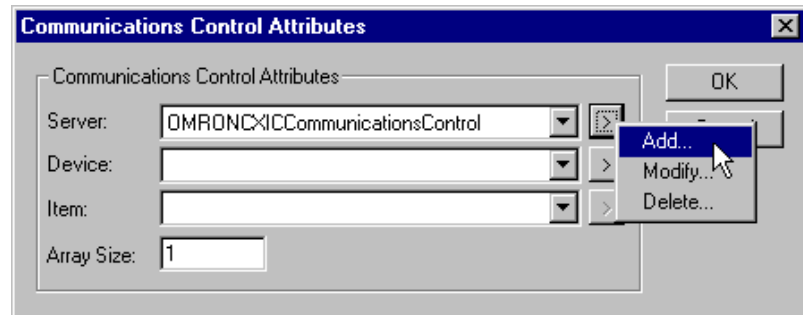 Communications Control Attributes
Communications Control Attributes
OK
Server: OMRONCXICCommunicationsControl >
Add...
Device: >
Modify...
Item: >
Delete...
Array Size: 1